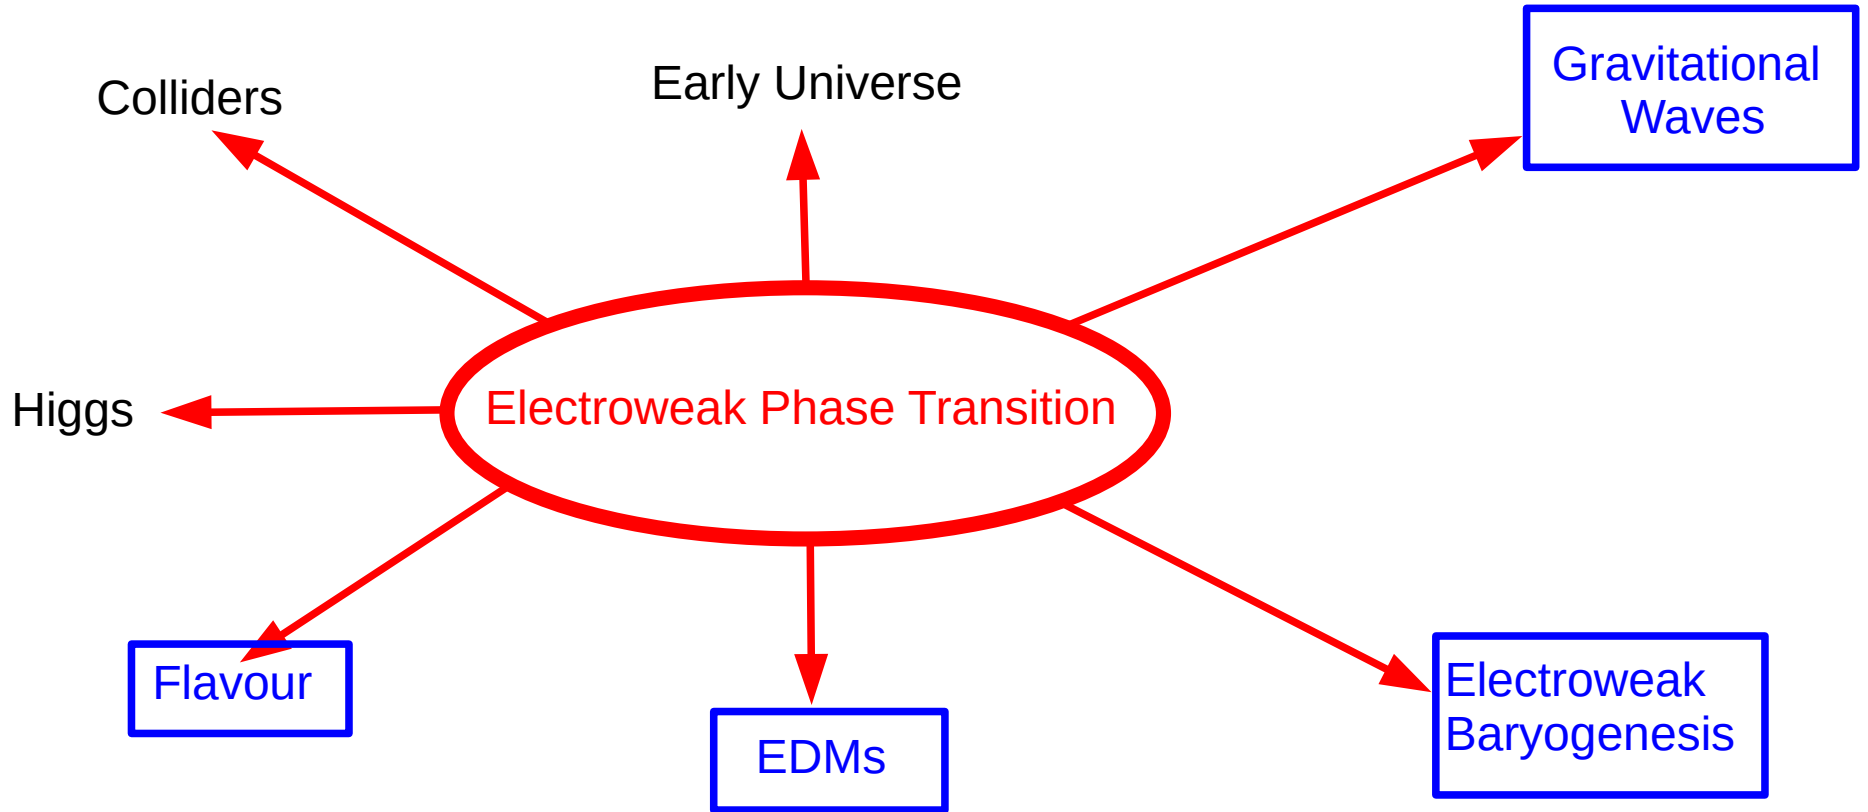 Colliders
Early Universe
Gravitational
Waves
Higgs
Electroweak Phase Transition
Flavour
EDMs
Electroweak
Baryogenesis